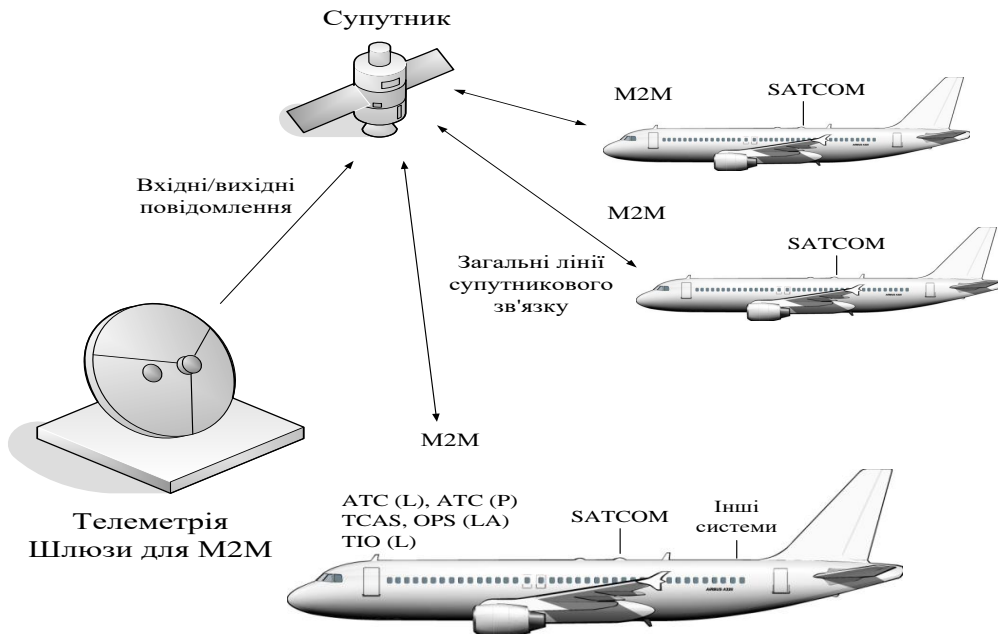 Супутник
M2M
SATCOM
Вхідні/вихідні
повідомлення
M2M
SATCOM
Загальні лінії
супутникового
зв'язку
M2M
ATC (L), ATC (P)
TCAS, OPS (LA)
TIO (L)
SATCOM
Інші
системи
Телеметрія
Шлюзи для M2M